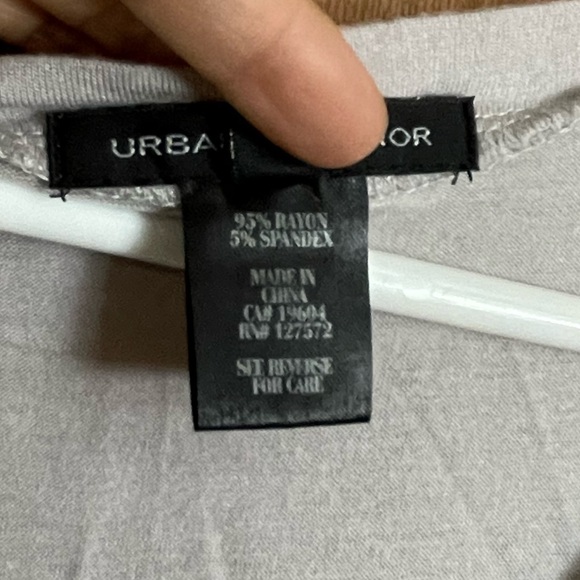 URBA OR
95% RAYON
5% SPANDEX
MADE IN
CHINA
CA# 19604
RN# 127572
SEE REVERSE
FOR CARE